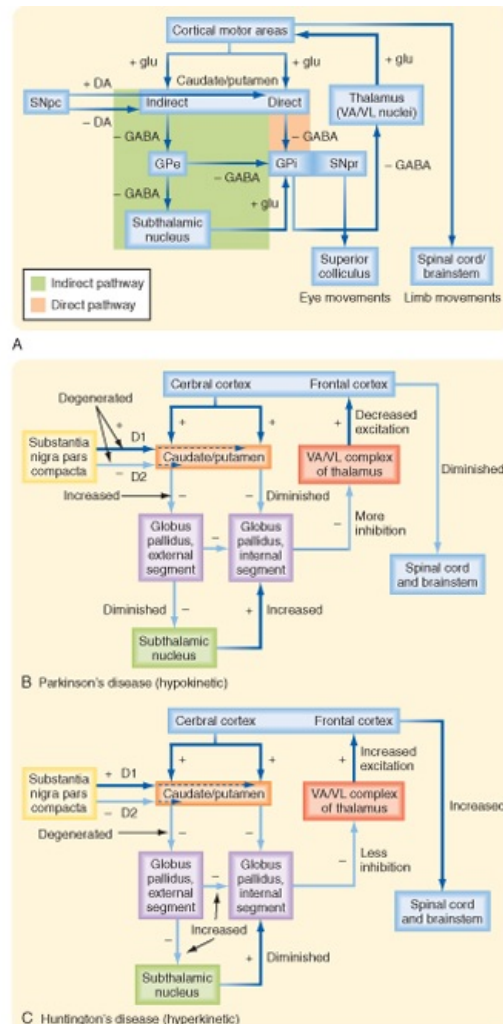 Cortical motor areas
+ glu
+ glu
+ glu
Caudate/putamen
+ DA
SNpc
Indirect
Direct
Thalamus
(VA/VL nuclei)
– DA
– GABA
– GABA
– GABA
GPe
– GABA
GPi
SNpr
– GABA
+ glu
Subthalamic
nucleus
Superior
colliculus
Spinal cord/
brainstem
Eye movements
Limb movements
Indirect pathway
Direct pathway
A
Degenerated
Cerbral cortex
Frontal cortex
+
D1
+
+
+
Decreased
excitation
Substantia
nigra pars
compacta
–
D2
Caudate/putamen
VA/VL complex
of thalamus
Diminished
Increased
–
–
Diminished
–
More
inhibition
Globus
pallidus,
external
segment
–
Globus
pallidus,
internal
segment
Spinal cord
and brainstem
Diminished
–
+
Increased
Subthalamic
nucleus
B Parkinson's disease (hypokinetic)
Cerbral cortex
Frontal cortex
Substantia
nigra pars
compacta
+ D1
– D2
+
+
+
Increased
excitation
Caudate/putamen
VA/VL complex
of thalamus
Increased
Degenerated
–
–
–
Less
inhibition
Globus
pallidus,
external
segment
–
Globus
pallidus,
internal
segment
Spinal cord
and brainstem
Increased
–
+
Diminished
Subthalamic
nucleus
C Huntington's disease (hyperkinetic)